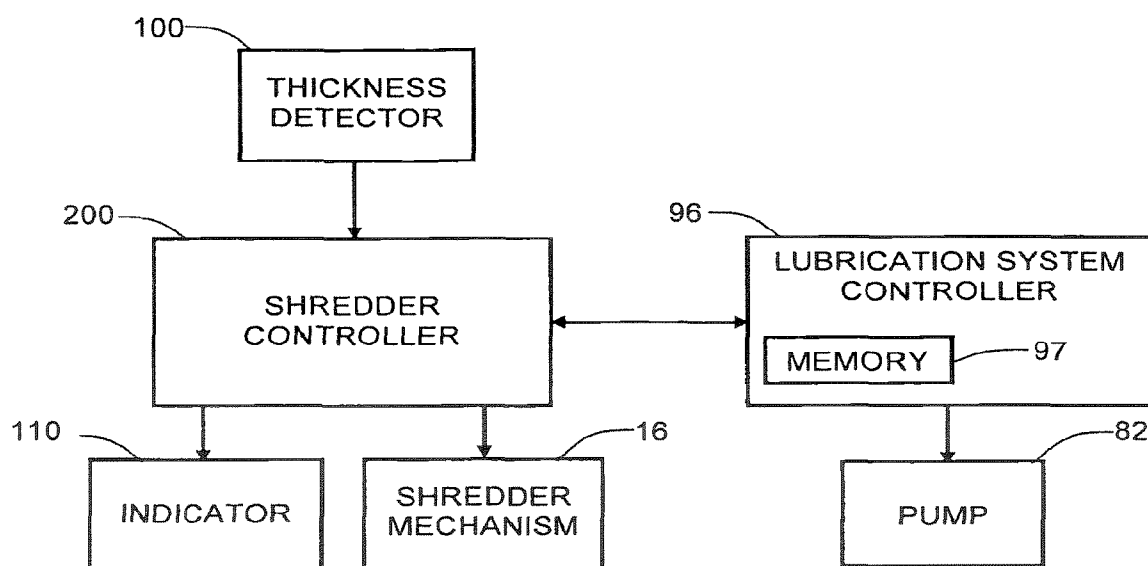 100
THICKNESS
DETECTOR
200
SHREDDER
CONTROLLER
96
LUBRICATION SYSTEM
CONTROLLER
MEMORY
97
110
INDICATOR
16
SHREDDER
MECHANISM
82
PUMP